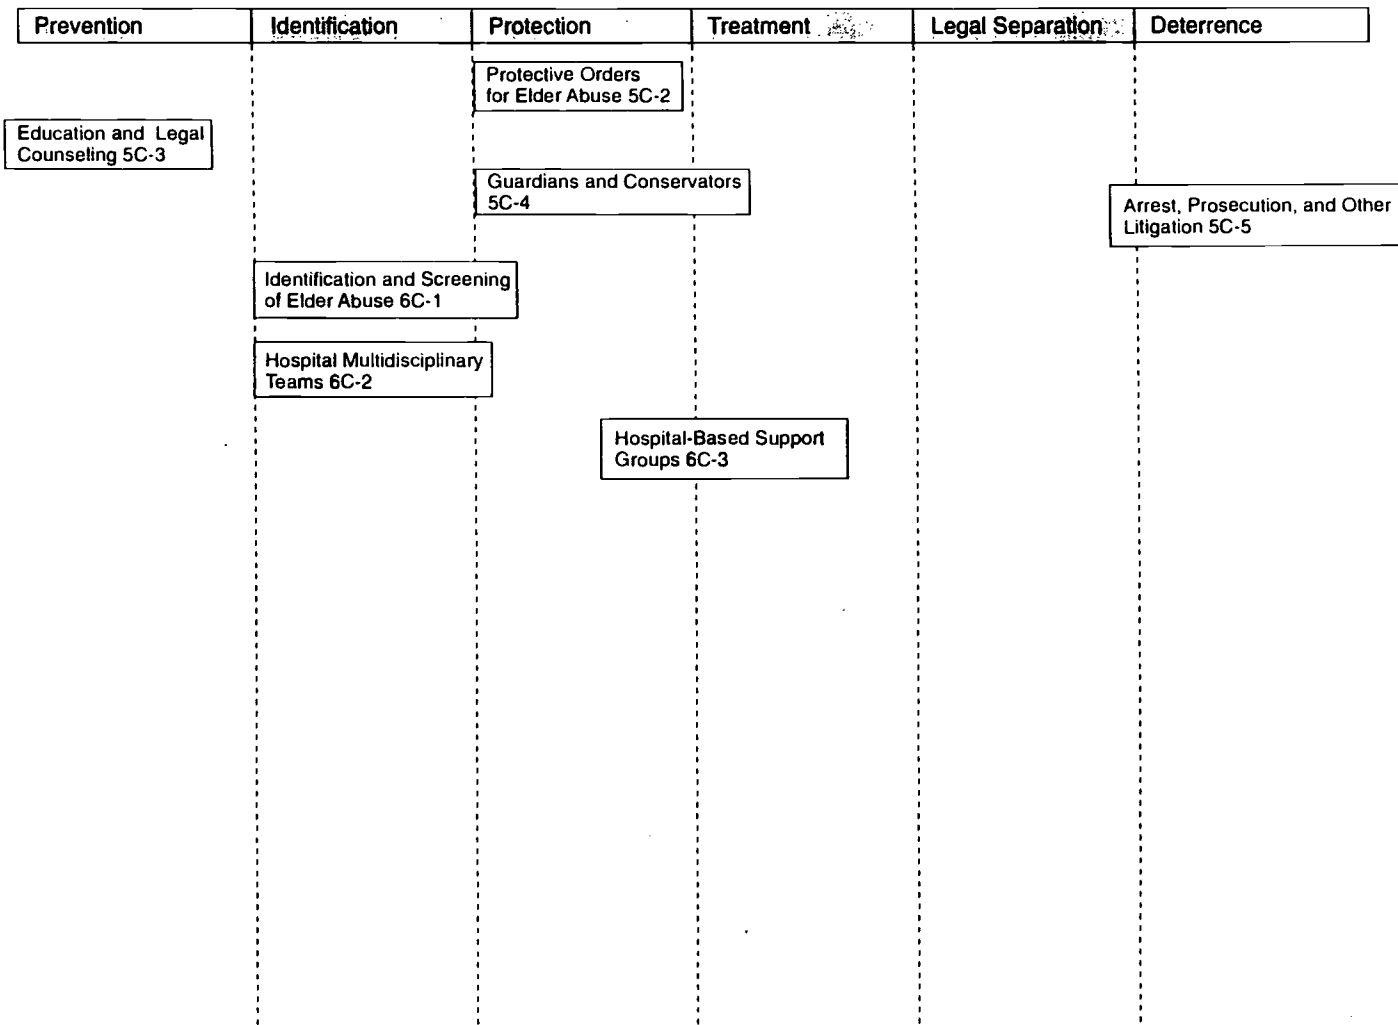 Prevention Identification Protection Treatment Legal Separation Deterrence
Protective Orders
for Elder Abuse 5C-2
Education and Legal
Counseling 5C-3
Guardians and Conservators
5C-4
Arrest, Prosecution, and Other
Litigation 5C-5
Identification and Screening
of Elder Abuse 6C-1
Hospital Multidisciplinary
Teams 6C-2
Hospital-Based Support
Groups 6C-3